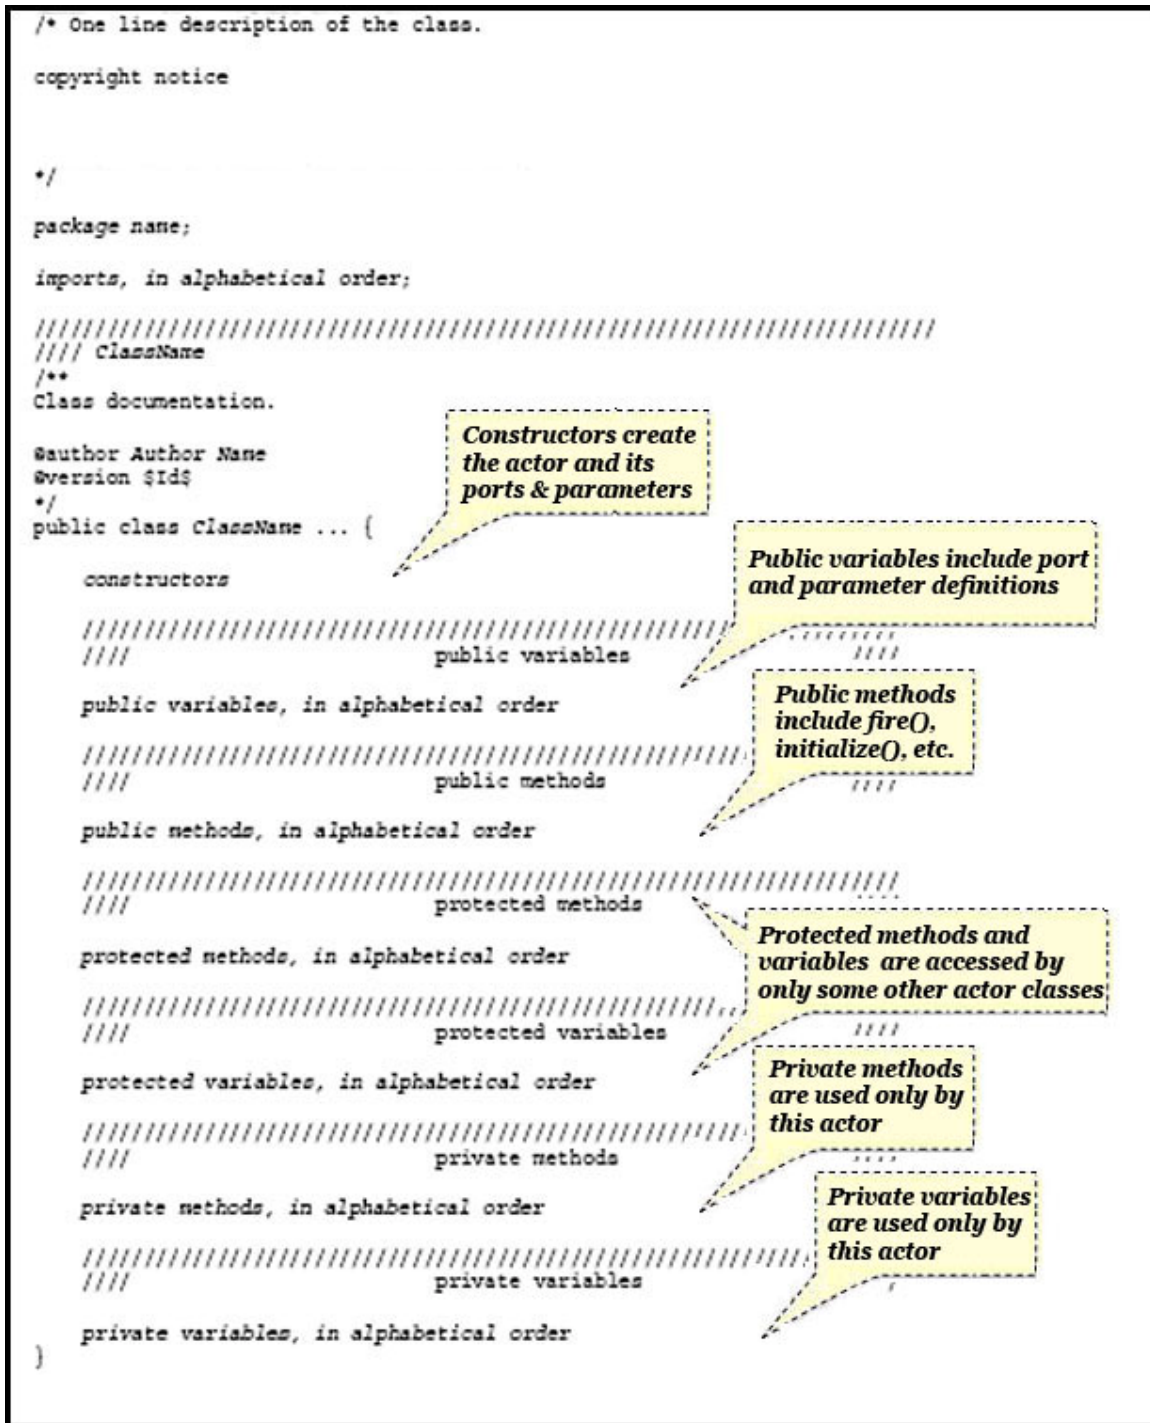 /* One line description of the class.
copyright notice
*/
package name;
imports, in alphabetical order;
///////////////////////////////////////////////////////////////////////////
//// ClassName
/**
Class documentation.
@author Author Name
@version $Id$
*/
public class ClassName ... {
Constructors create
the actor and its
ports & parameters
constructors
Public variables include port
and parameter definitions
////////////////////////////////////////////////////////////////////
//// public variables ////
public variables, in alphabetical order
Public methods
include fire(),
initialize(), etc.
////////////////////////////////////////////////////////////////////
//// public methods ////
public methods, in alphabetical order
////////////////////////////////////////////////////////////////////
//// protected methods
protected methods, in alphabetical order
Protected methods and
variables are accessed by
only some other actor classes
////////////////////////////////////////////////////////////////////
//// protected variables ////
protected variables, in alphabetical order
Private methods
are used only by
this actor
////////////////////////////////////////////////////////////////////
//// private methods
private methods, in alphabetical order
Private variables
are used only by
this actor
////////////////////////////////////////////////////////////////////
//// private variables
private variables, in alphabetical order
}